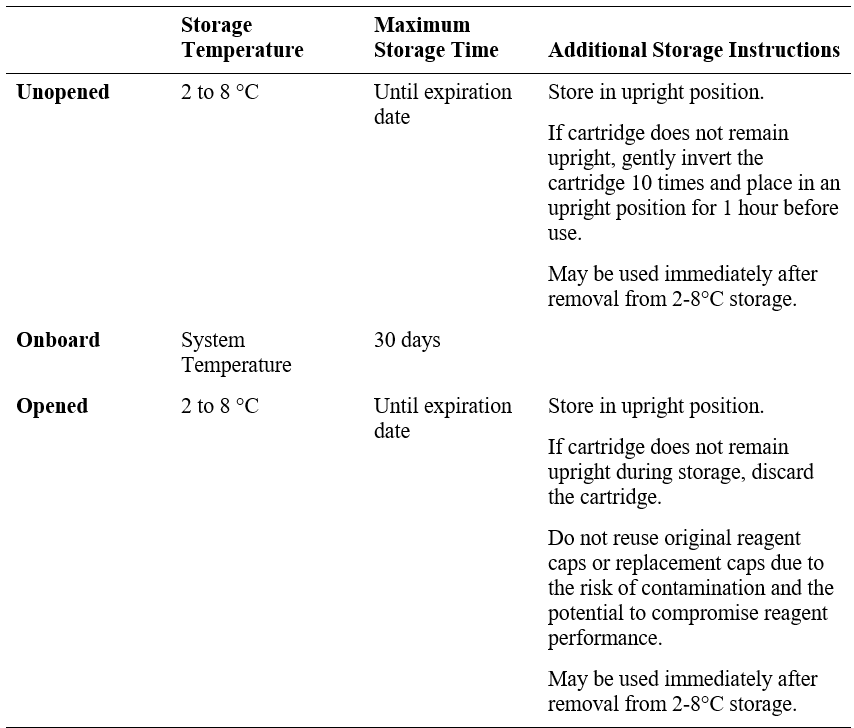 Storage Temperature
Maximum Storage Time
Additional Storage Instructions
Unopened
2 to 8 °C
Until expiration
date
Store in upright position.
If cartridge does not remain
upright, gently invert the
cartridge 10 times and place in an
upright position for 1 hour before
use.
May be used immediately after
removal from 2-8°C storage.
Onboard
System
Temperature
30 days
Opened
2 to 8 °C
Until expiration
date
Store in upright position.
If cartridge does not remain
upright during storage, discard
the cartridge.
Do not reuse original reagent
caps or replacement caps due to
the risk of contamination and the
potential to compromise reagent
performance.
May be used immediately after
removal from 2-8°C storage.